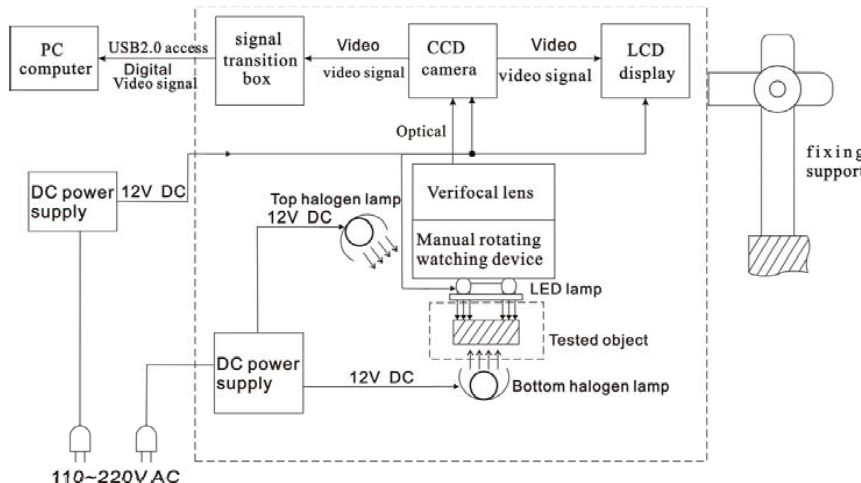 PC
computer
USB2.0 access
Digital
Video signal
signal
transition
box
Video
video signal
CCD
camera
Video
video signal
LCD
display
Optical
fixing
support
12V DC
DC power
supply
Top halogen lamp
12V DC
Verifocal lens
Manual rotating
watching device
LED lamp
Tested object
DC power
supply
12V DC
Bottom halogen lamp
110~220V AC